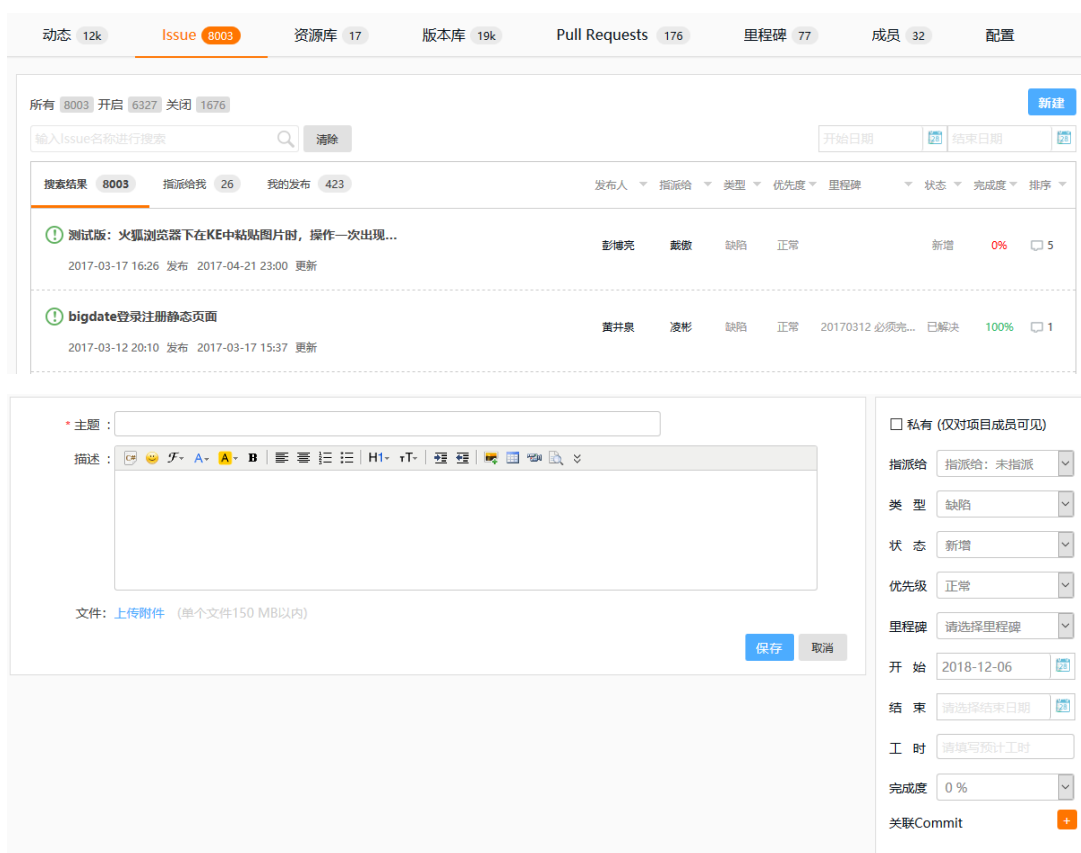 动态 12k Issue 8003 资源库 17 版本库 19k Pull Requests 176 里程碑 77 成员 32 配置
所有 8003 开启 6327 关闭 1676 新建
输入Issue名称进行搜索 清除 开始日期 结束日期
搜索结果 8003 指派给我 26 我的发布 423 发布人 指派给 类型 优先度 里程碑 状态 完成度 排序
测试版：火狐浏览器下在KE中粘贴图片时，操作一次出现...
彭博亮 戴傲 缺陷 正常 新增 0% 5
2017-03-17 16:26 发布 2017-04-21 23:00 更新
bigdate登录注册静态页面
黄井泉 凌彬 缺陷 正常 20170312 必须完... 已解决 100% 1
2017-03-12 20:10 发布 2017-03-17 15:37 更新
* 主题 :
描述 :
文件: 上传附件 (单个文件150 MB以内)
保存 取消
私有 (仅对项目成员可见)
指派给 指派给：未指派
类 型 缺陷
状 态 新增
优先级 正常
里程碑 请选择里程碑
开 始 2018-12-06
结 束 请选择结束日期
工 时 请填写预计工时
完成度 0 %
关联Commit +